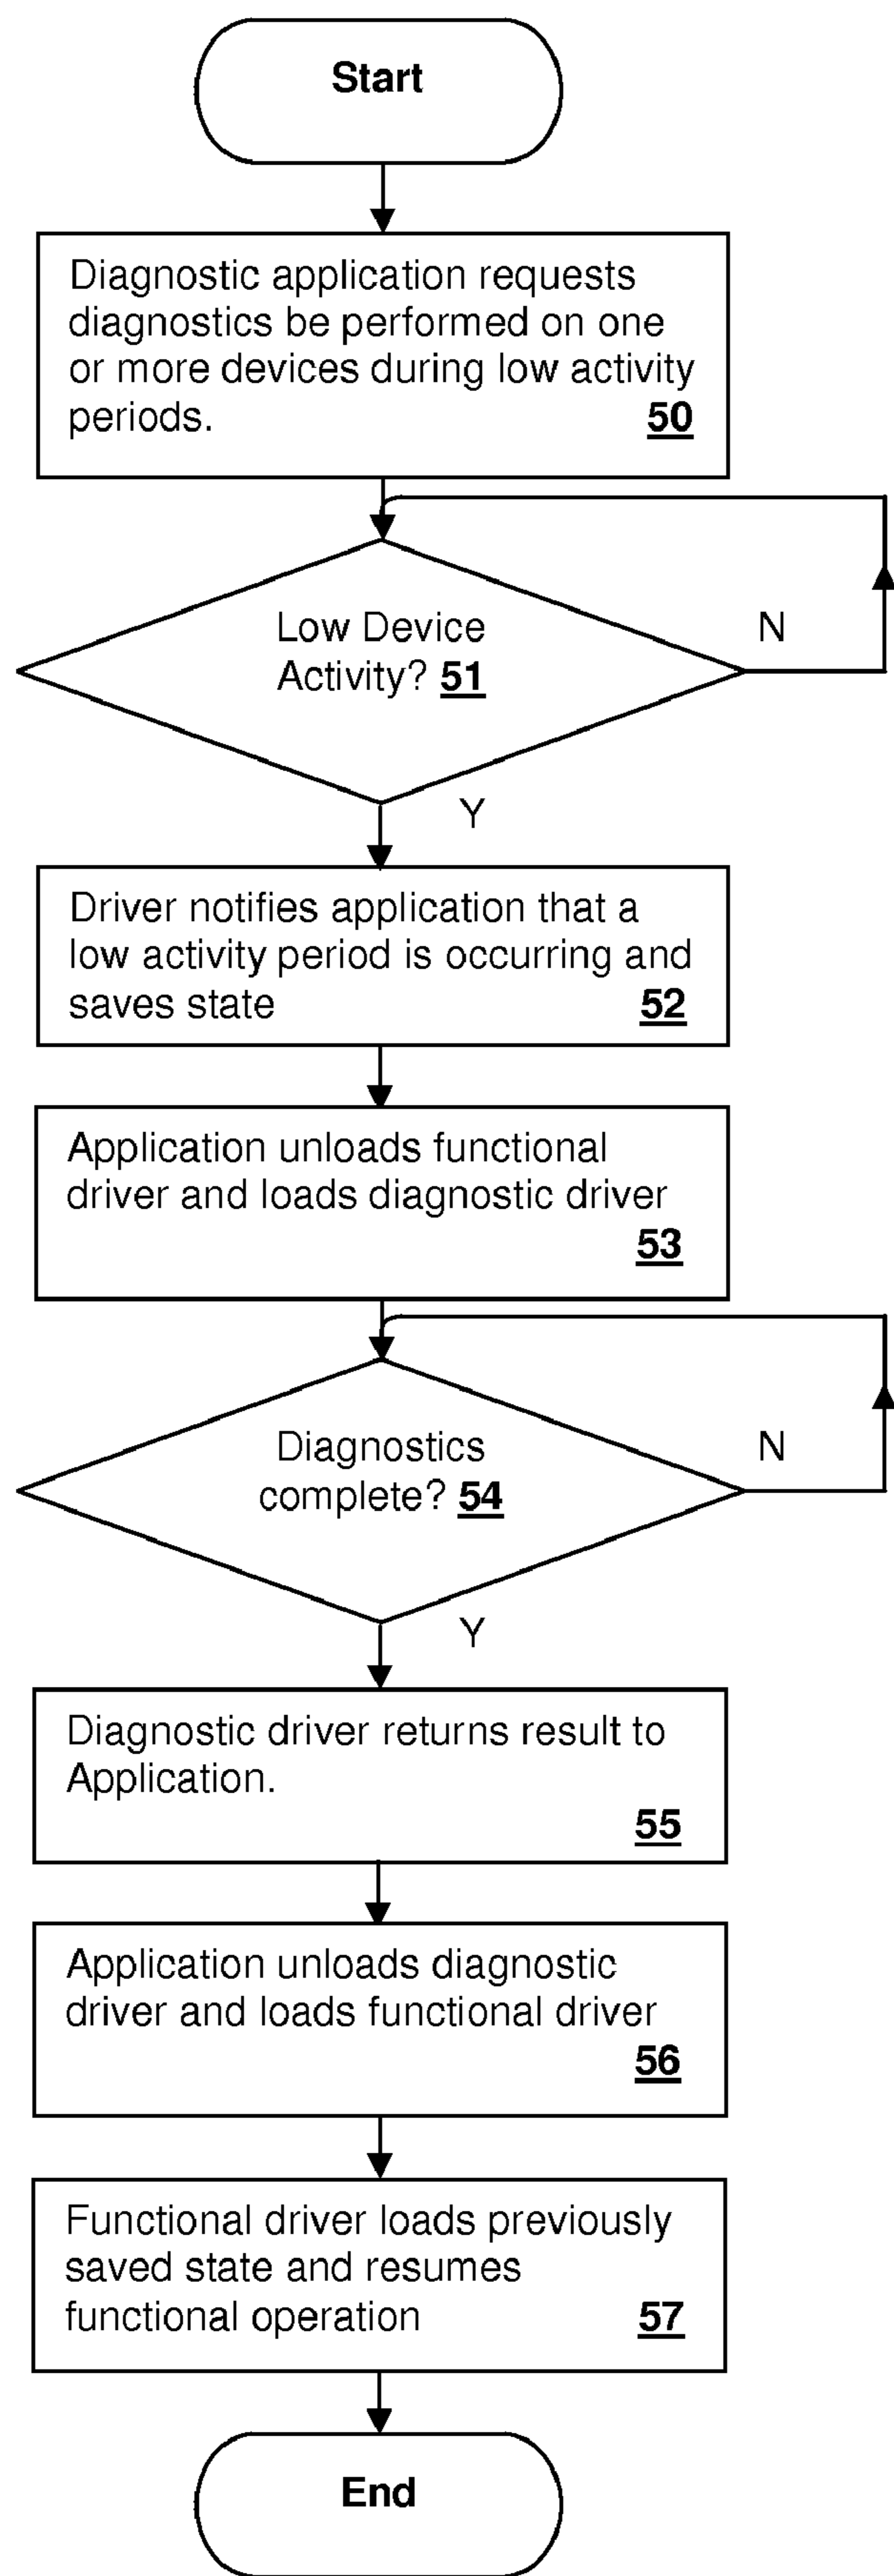 Start
Diagnostic application requests
diagnostics be performed on one
or more devices during low activity
periods. 50
Low Device
Activity? 51
N
Y
Driver notifies application that a
low activity period is occurring and
saves state 52
Application unloads functional
driver and loads diagnostic driver
53
Diagnostics
complete? 54
N
Y
Diagnostic driver returns result to
Application.
55
Application unloads diagnostic
driver and loads functional driver
56
Functional driver loads previously
saved state and resumes
functional operation 57
End